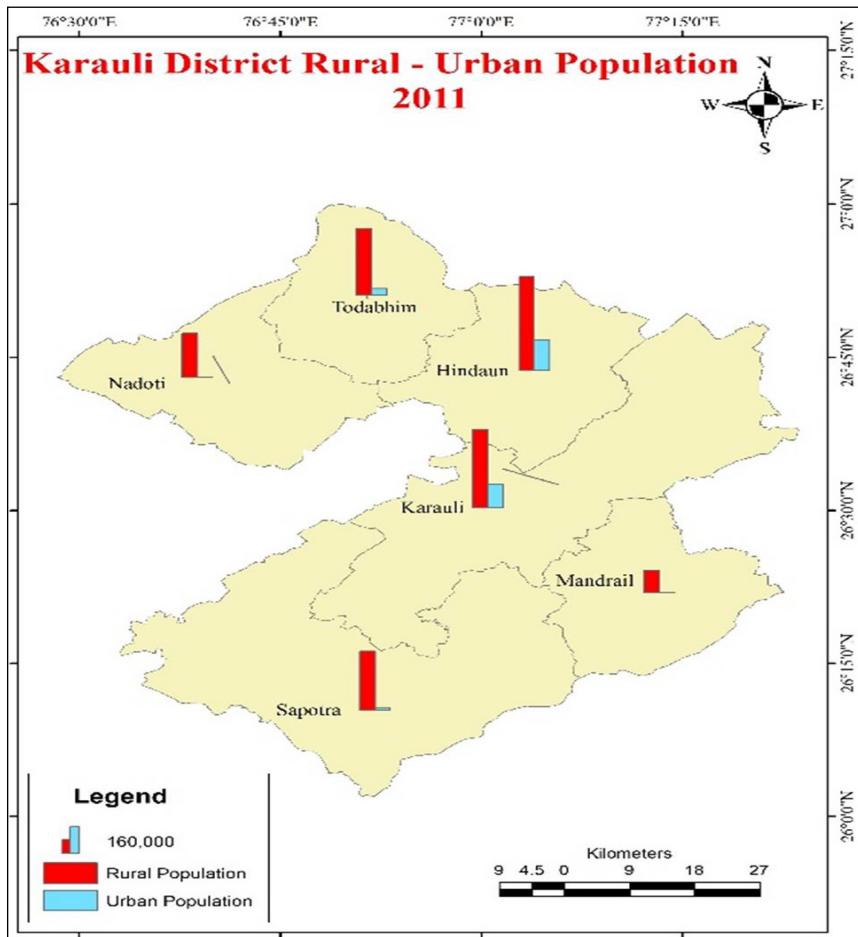 76°30'0"E 76°45'0"E 77°0'0"E 77°15'0"E
Karauli District Rural - Urban Population
2011
N
W E
S
27°15'0"N
27°0'0"N
26°45'0"N
26°30'0"N
26°15'0"N
26°0'0"N
Todabhim
Hindaun
Nadoti
Karauli
Mandrail
Sapotra
Legend
160,000
Rural Population
Urban Population
Kilometers
9 4.5 0 9 18 27